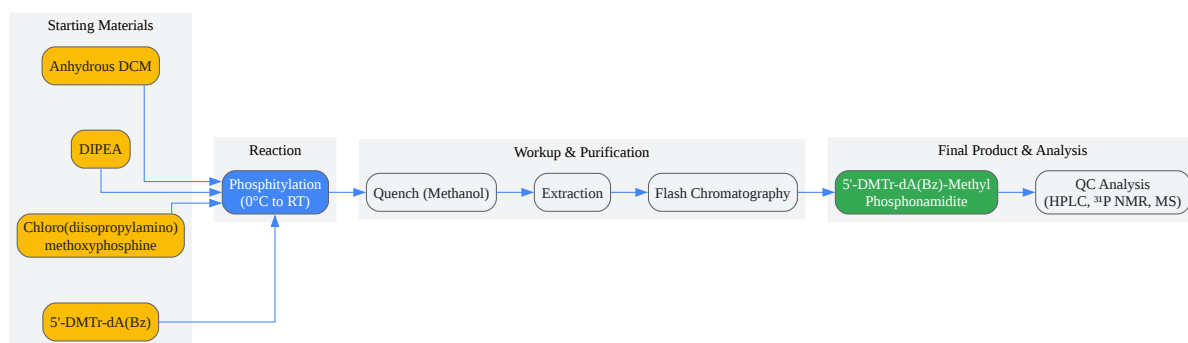 Starting Materials
Anhydrous DCM
DIPEA
Chloro(diisopropylamino)
methoxyphosphine
5'-DMTr-dA(Bz)
Reaction
Phosphitylation
(0°C to RT)
Workup & Purification
Quench (Methanol)
Extraction
Flash Chromatography
Final Product & Analysis
5'-DMTr-dA(Bz)-Methyl
Phosphonamidite
QC Analysis
(HPLC, ³¹P NMR, MS)